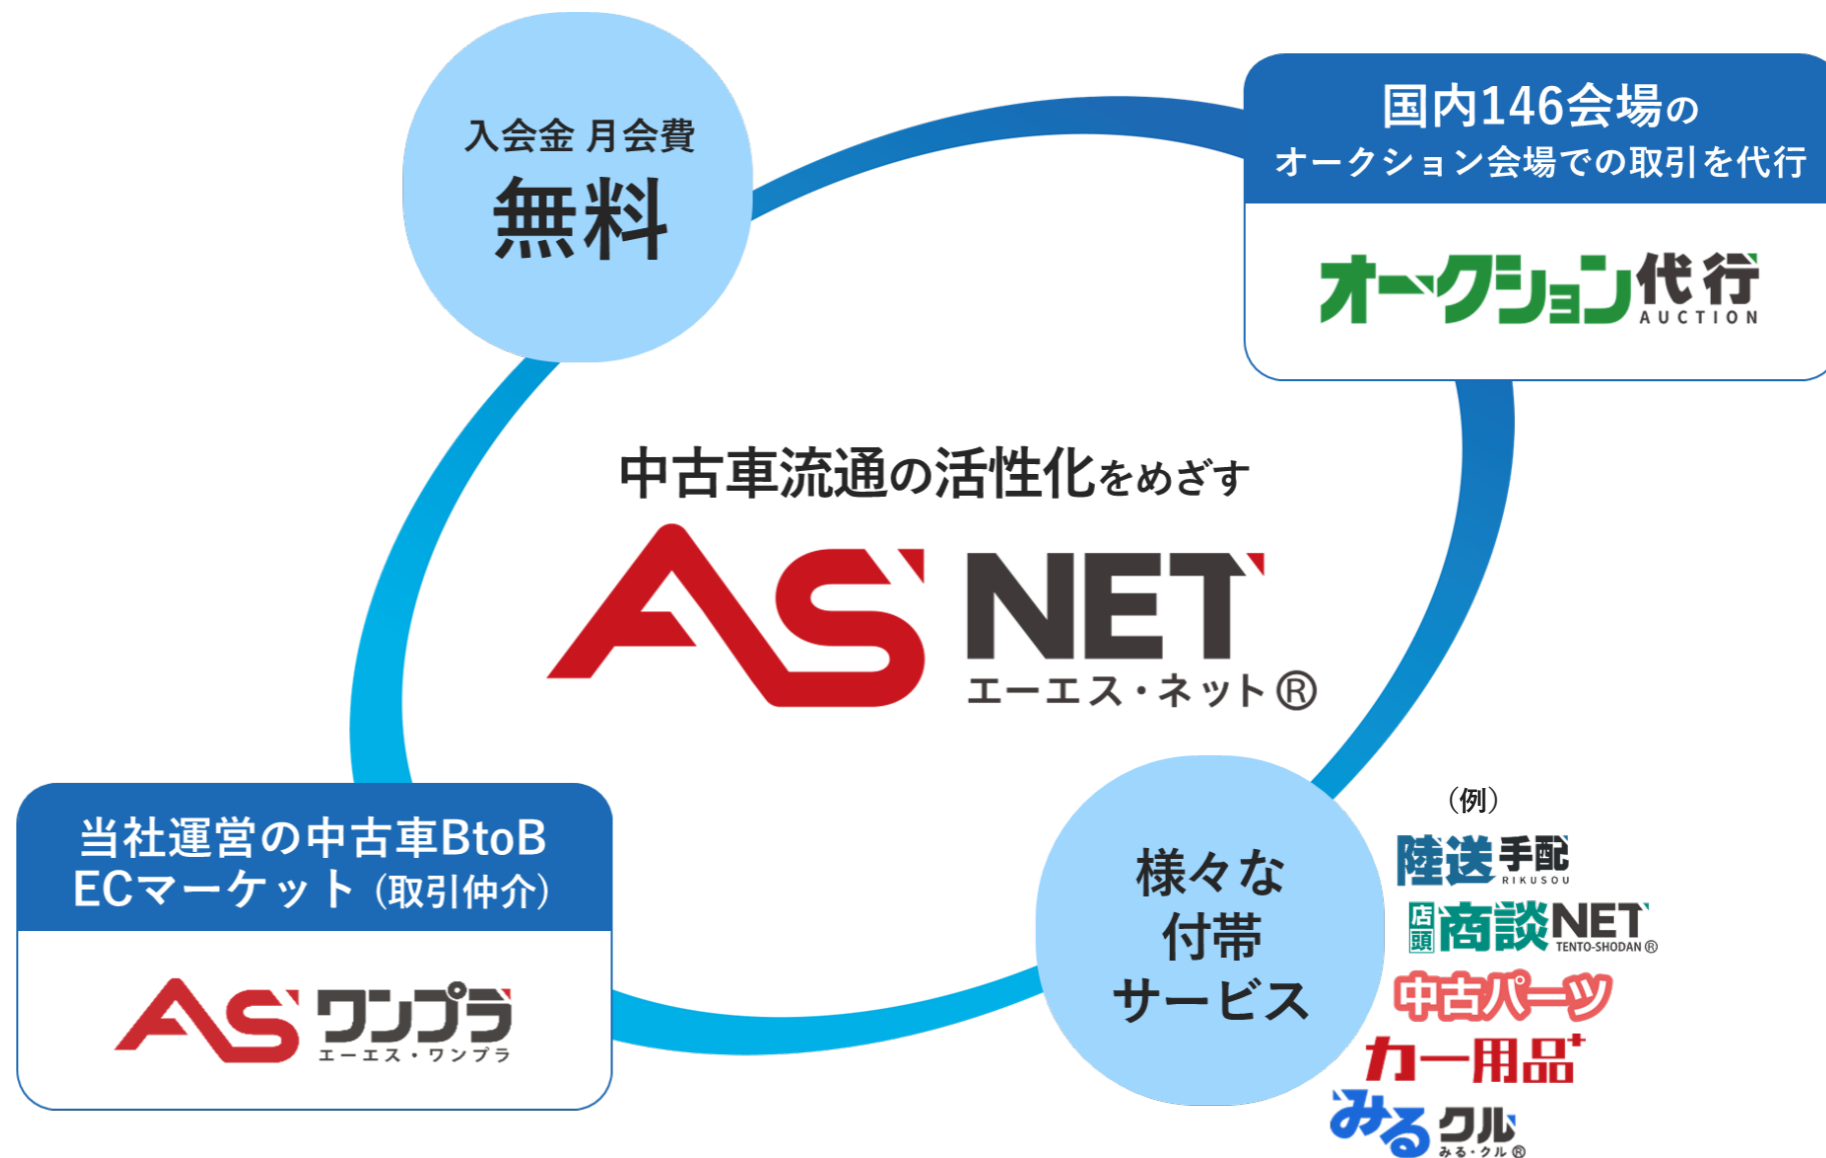 入会金 月会費
無料
国内146会場の
オークション会場での取引を代行
オークション代行
AUCTION
中古車流通の活性化をめざす
AS NET
エーエス・ネット®
当社運営の中古車BtoB
ECマーケット（取引仲介）
AS ワンプラ
エーエス・ワンプラ
様々な
付帯
サービス
（例）
陸送手配
RIKUSOU
店頭商談NET
TENTO-SHODAN®
中古パーツ
カー用品+
みるクル
みる・クル®